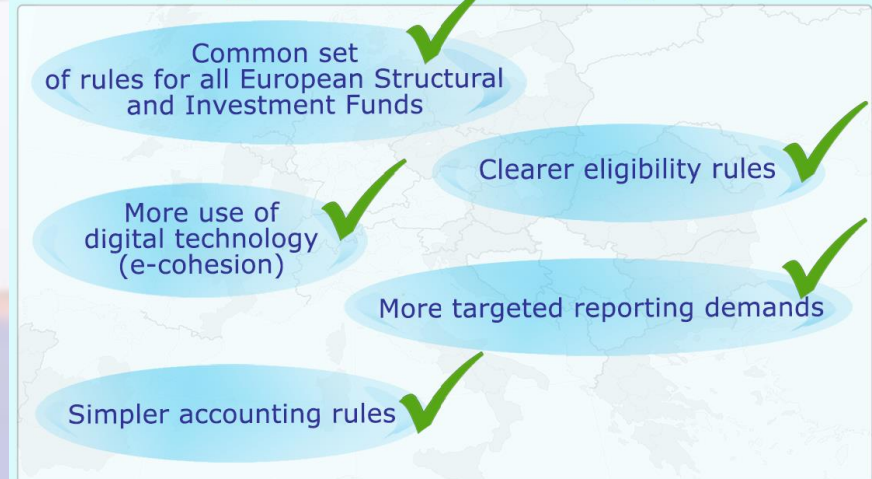 Common set
of rules for all European Structural
and Investment Funds
Clearer eligibility rules
More use of
digital technology
(e-cohesion)
More targeted reporting demands
Simpler accounting rules